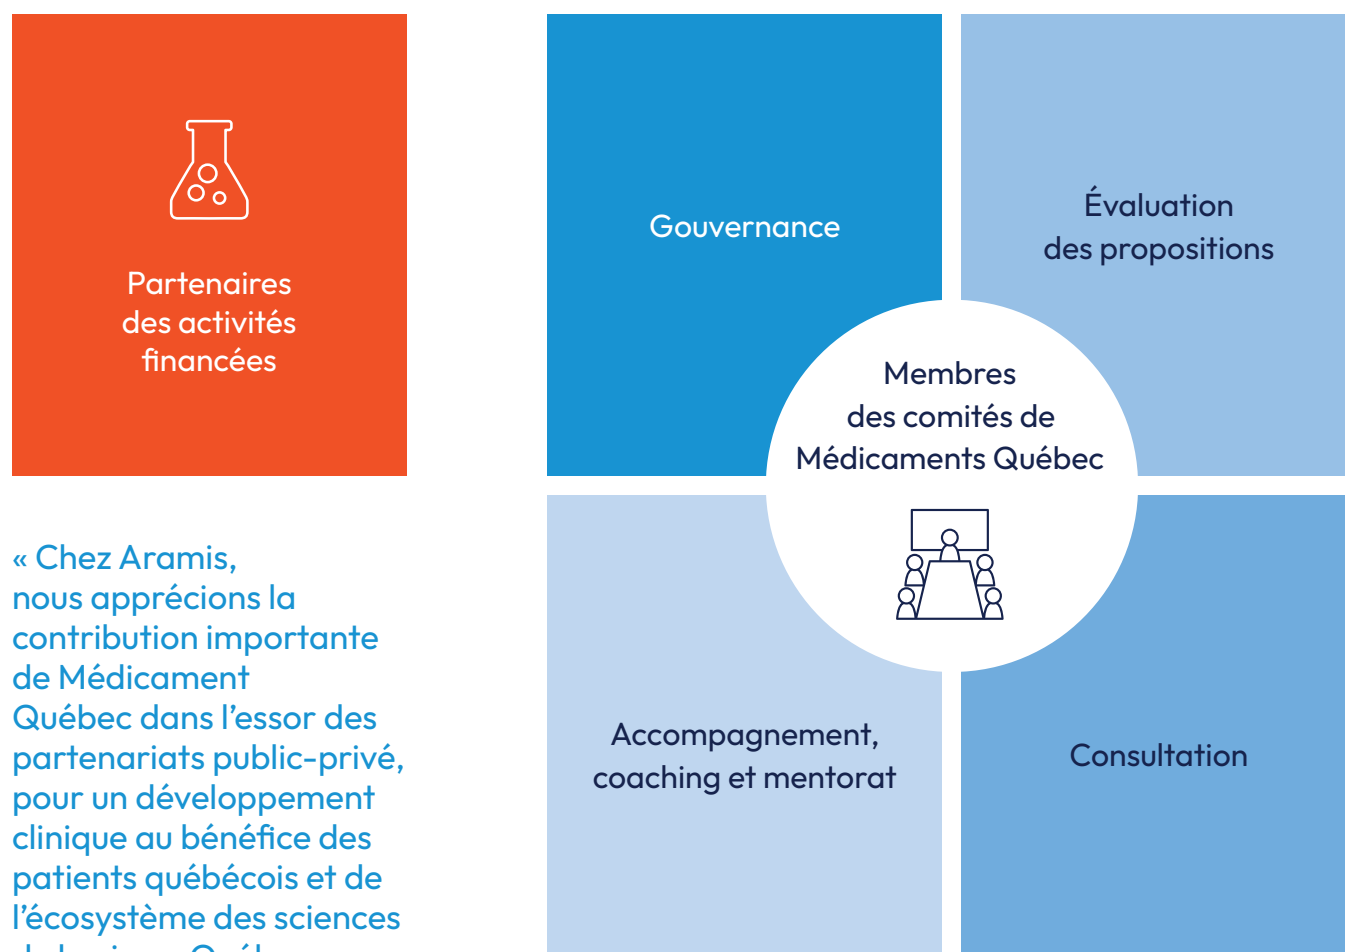 Partenaires
des activités
financées
« Chez Aramis,
nous apprécions la
contribution importante
de Médicament
Québec dans l’essor des
partenariats public-privé,
pour un développement
clinique au bénéfice des
patients québécois et de
l’écosystème des sciences
Gouvernance
Évaluation
des propositions
Membres
des comités de
Médicaments Québec
Accompagnement,
coaching et mentorat
Consultation